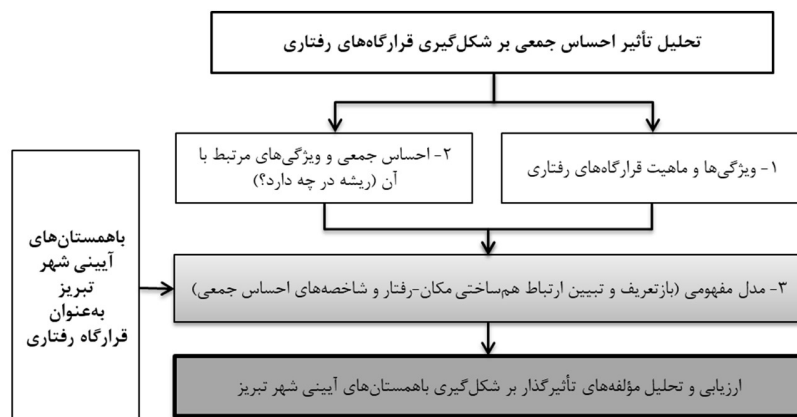 تحلیل تأثیر احساس جمعی بر شکل‌گیری قرارگاه‌های رفتاری
۱- ویژگی‌ها و ماهیت قرارگاه‌های رفتاری
۲- احساس جمعی و ویژگی‌های مرتبط با
آن (ریشه در چه دارد؟)
باهمستان‌های
آیینی شهر
تبریز
به‌عنوان
قرارگاه رفتاری
۳- مدل مفهومی (بازتعریف و تبیین ارتباط هم‌ساختی مکان-رفتار و شاخصه‌های احساس جمعی)
ارزیابی و تحلیل مؤلفه‌های تأثیرگذار بر شکل‌گیری باهمستان‌های آیینی شهر تبریز